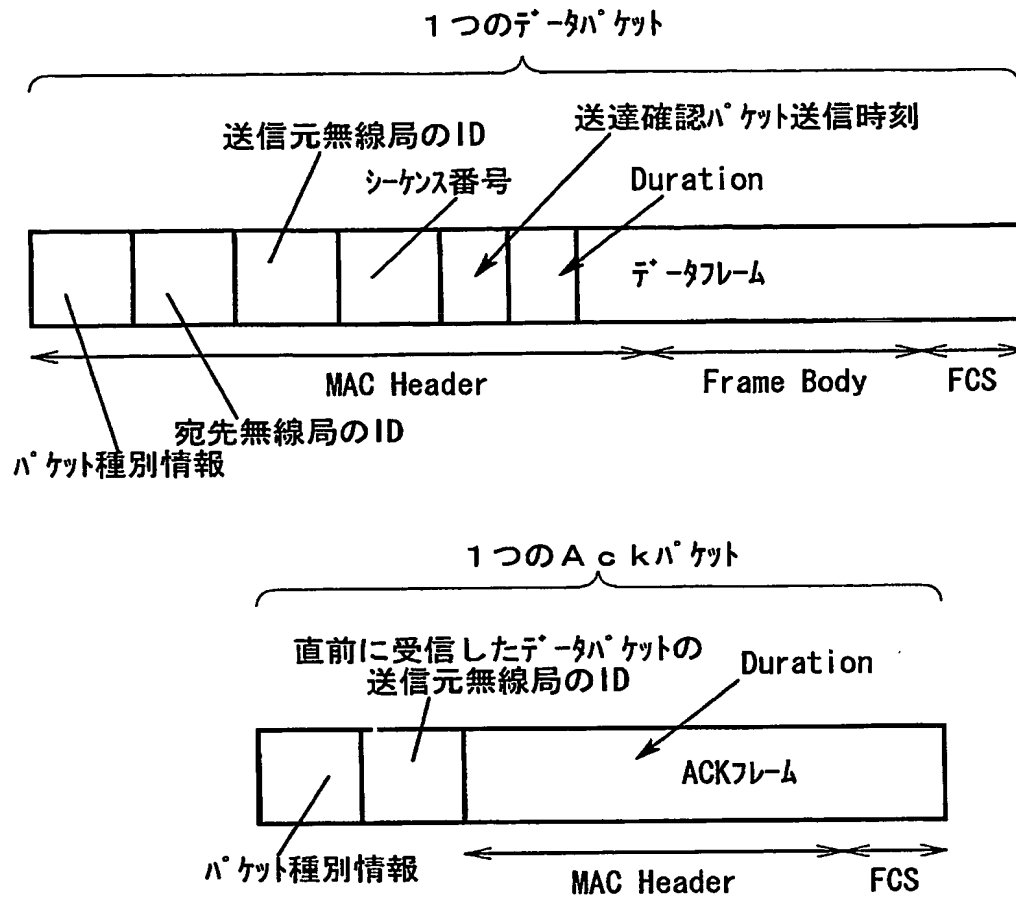 １つのﾃﾞｰﾀﾊﾟｹｯﾄ
送達確認ﾊﾟｹｯﾄ送信時刻
送信元無線局のID
ｼｰｹﾝｽ番号
Duration
ﾃﾞｰﾀﾌﾚｰﾑ
MAC Header
Frame Body
FCS
宛先無線局のID
ﾊﾟｹｯﾄ種別情報
１つのＡｃｋﾊﾟｹｯﾄ
直前に受信したﾃﾞｰﾀﾊﾟｹｯﾄの
送信元無線局のID
Duration
ACKﾌﾚｰﾑ
ﾊﾟｹｯﾄ種別情報
MAC Header
FCS